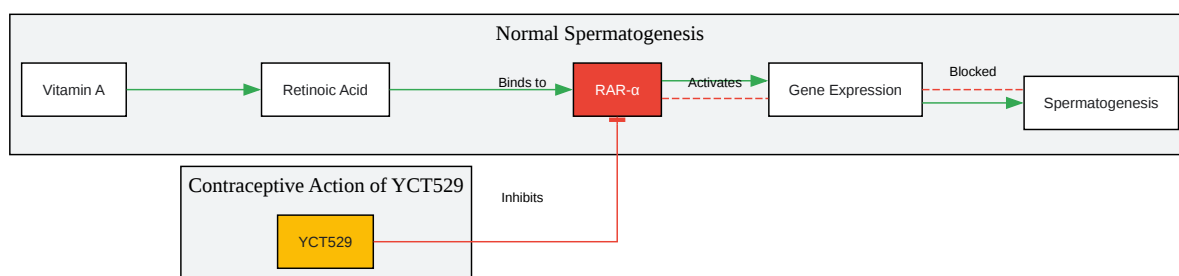 Normal Spermatogenesis
Vitamin A
Retinoic Acid
Binds to
RAR-α
Activates
Gene Expression
Blocked
Spermatogenesis
Contraceptive Action of YCT529
YCT529
Inhibits